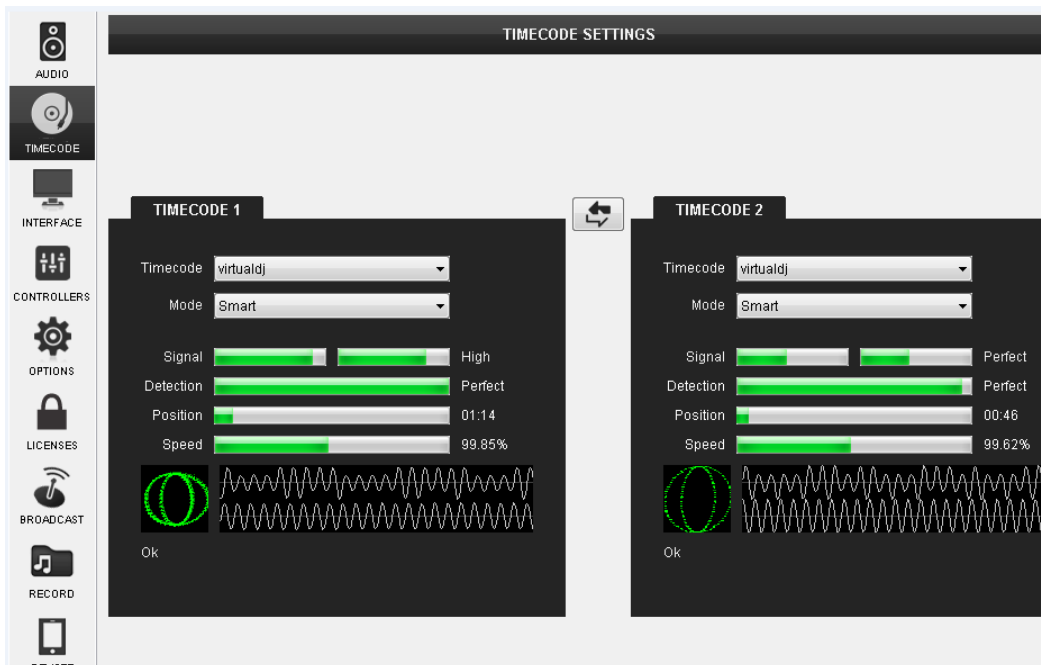 TIMECODE SETTINGS
AUDIO
TIMECODE
INTERFACE
CONTROLLERS
OPTIONS
LICENSES
BROADCAST
RECORD
TIMECODE 1
Timecode virtualdj
Mode Smart
Signal High
Detection Perfect
Position 01:14
Speed 99.85%
Ok
TIMECODE 2
Timecode virtualdj
Mode Smart
Signal Perfect
Detection Perfect
Position 00:46
Speed 99.62%
Ok